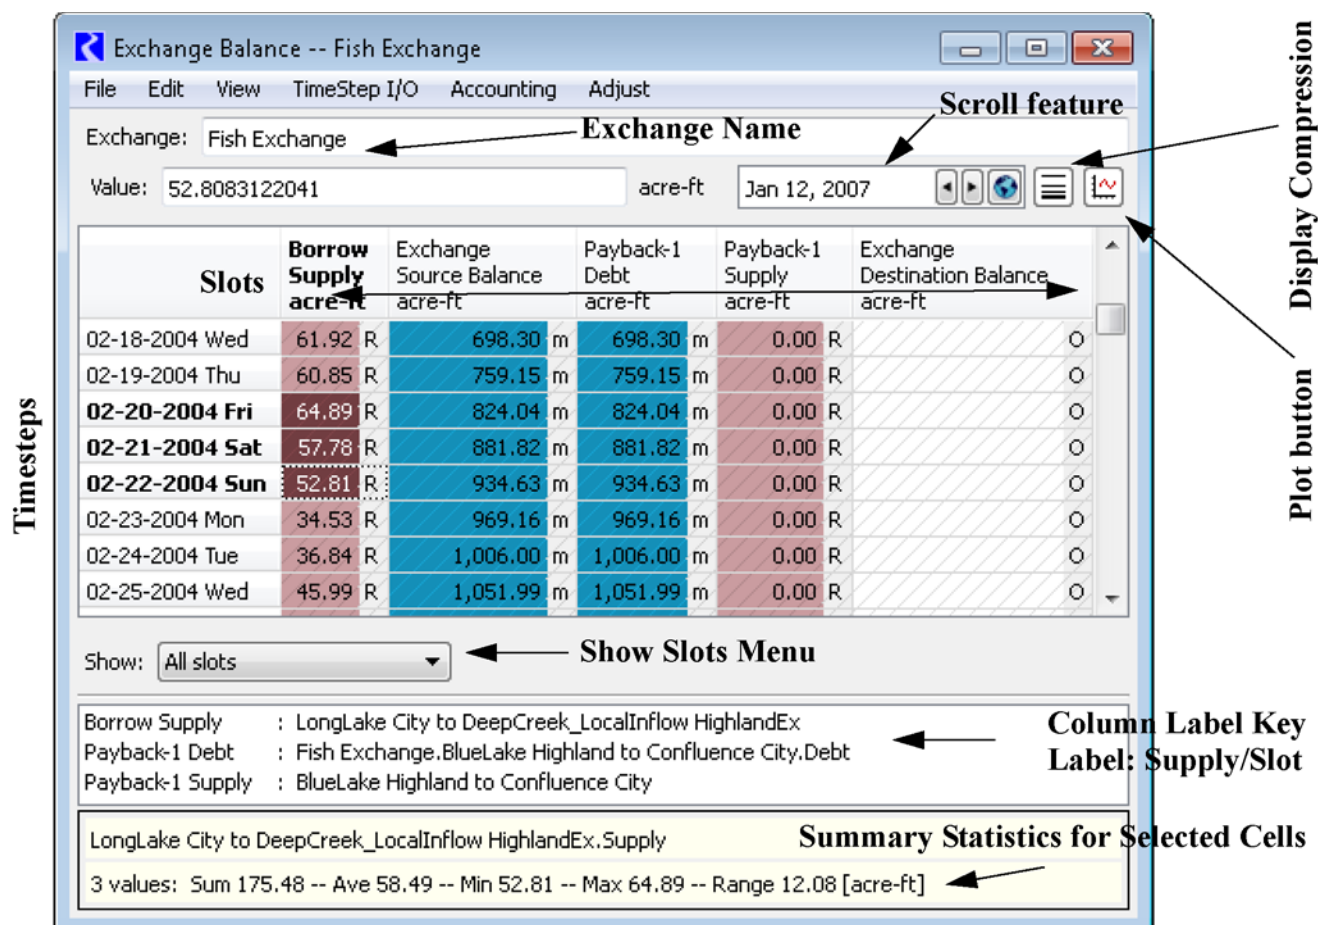 Exchange Balance -- Fish Exchange
File Edit View TimeStep I/O Accounting Adjust
Scroll feature
Exchange: Fish Exchange
Exchange Name
Value: 52.8083122041 acre-ft Jan 12, 2007
Display Compression
Plot button
Timesteps
Slots
Borrow Supply acre-ft
Exchange Source Balance acre-ft
Payback-1 Debt acre-ft
Payback-1 Supply acre-ft
Exchange Destination Balance acre-ft
02-18-2004 Wed 61.92 R 698.30 m 698.30 m 0.00 R O
02-19-2004 Thu 60.85 R 759.15 m 759.15 m 0.00 R O
02-20-2004 Fri 64.89 R 824.04 m 824.04 m 0.00 R O
02-21-2004 Sat 57.78 R 881.82 m 881.82 m 0.00 R O
02-22-2004 Sun 52.81 R 934.63 m 934.63 m 0.00 R O
02-23-2004 Mon 34.53 R 969.16 m 969.16 m 0.00 R O
02-24-2004 Tue 36.84 R 1,006.00 m 1,006.00 m 0.00 R O
02-25-2004 Wed 45.99 R 1,051.99 m 1,051.99 m 0.00 R O
Show: All slots
Show Slots Menu
Borrow Supply : LongLake City to DeepCreek_LocalInflow HighlandEx
Payback-1 Debt : Fish Exchange.BlueLake Highland to Confluence City.Debt
Payback-1 Supply : BlueLake Highland to Confluence City
Column Label Key
Label: Supply/Slot
LongLake City to DeepCreek_LocalInflow HighlandEx.Supply
Summary Statistics for Selected Cells
3 values: Sum 175.48 -- Ave 58.49 -- Min 52.81 -- Max 64.89 -- Range 12.08 [acre-ft]